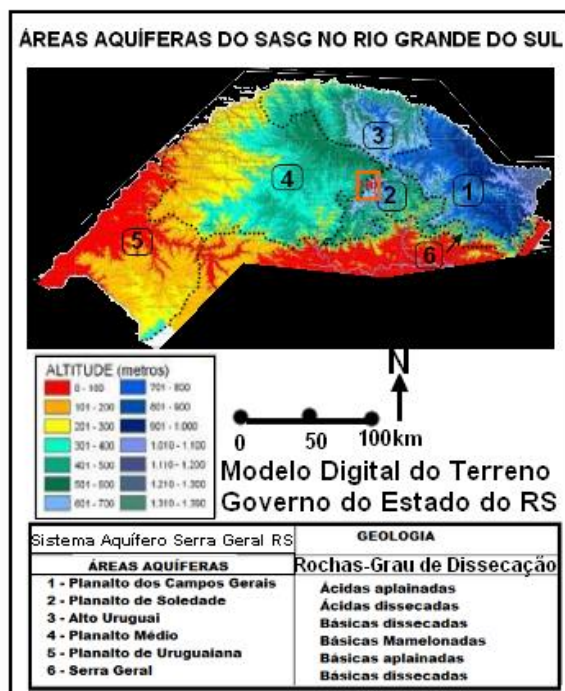 ÁREAS AQUÍFERAS DO SASG NO RIO GRANDE DO SUL
3
4
2
1
5
6
ALTITUDE (metros)
0 - 100
701 - 800
101 - 200
801 - 900
201 - 300
901 - 1.000
301 - 400
1.010 - 1.100
401 - 500
1.110 - 1.200
501 - 600
1.210 - 1.300
601 - 700
1.310 - 1.390
N
0 50 100km
Modelo Digital do Terreno
Governo do Estado do RS
Sistema Aquífero Serra Geral RS
ÁREAS AQUÍFERAS
1 - Planalto dos Campos Gerais
2 - Planalto de Soledade
3 - Alto Uruguai
4 - Planalto Médio
5 - Planalto de Uruguaiana
6 - Serra Geral
GEOLOGIA
Rochas-Grau de Dissecação
Ácidas aplainadas
Ácidas dissecadas
Básicas dissecadas
Básicas Mamelonadas
Básicas aplainadas
Básicas dissecadas